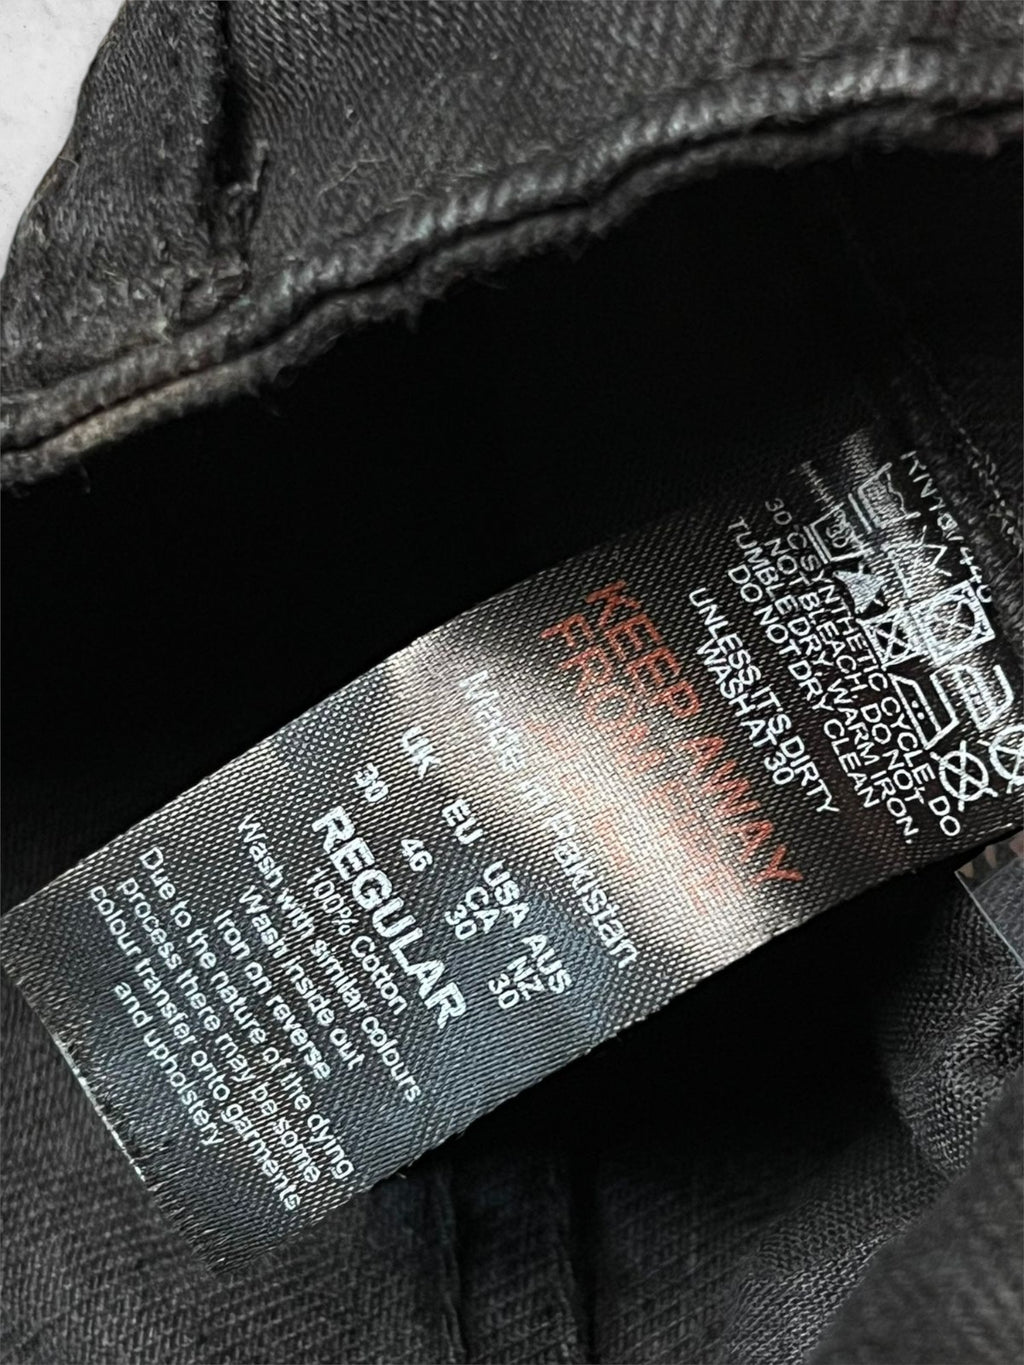 Made in Pakistan
UK EU USA CA AUS NZ
30 46 30 30
REGULAR
100% Cotton
Wash with similar colours
Wash inside out
Iron on reverse
Due to the nature of the dying
process there may be some
colour transfer onto garments
and upholstery
KEEP AWAY
FROM FIRE
30 C SYNTHETIC CYCLE DO
NOT BLEACH DO NOT
TUMBLE DRY WARM IRON.
DO NOT DRY CLEAN
UNLESS IT'S DIRTY
WASH AT 30